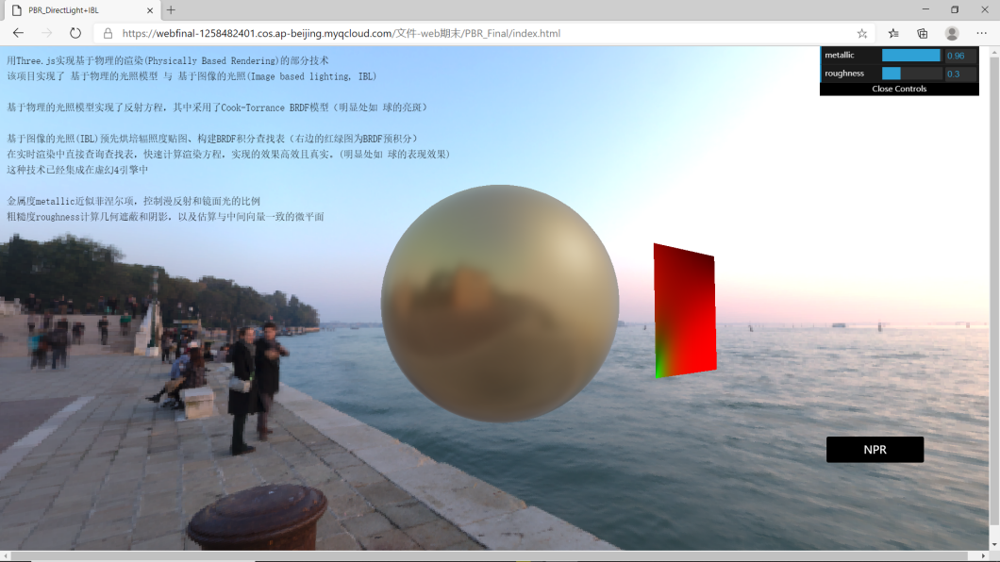 PBR_DirectLight+IBL
https://webfinal-1258482401.cos.ap-beijing.myqcloud.com/文件-web期末/PBR_Final/index.html
用Three.js实现基于物理的渲染(Physically Based Rendering)的部分技术
该项目实现了 基于物理的光照模型 与 基于图像的光照(Image based lighting, IBL)
基于物理的光照模型实现了反射方程，其中采用了Cook-Torrance BRDF模型（明显处如 球的亮斑）
基于图像的光照(IBL)预先烘培辐照度贴图、构建BRDF积分查找表（右边的红绿图为BRDF预积分）
在实时渲染中直接查询查找表，快速计算渲染方程，实现的效果高效且真实，(明显处如 球的表现效果)
这种技术已经集成在虚幻4引擎中
金属度metallic近似菲涅尔项，控制漫反射和镜面光的比例
粗糙度roughness计算几何遮蔽和阴影，以及估算与中间向量一致的微平面
metallic 0.96
roughness 0.3
Close Controls
NPR